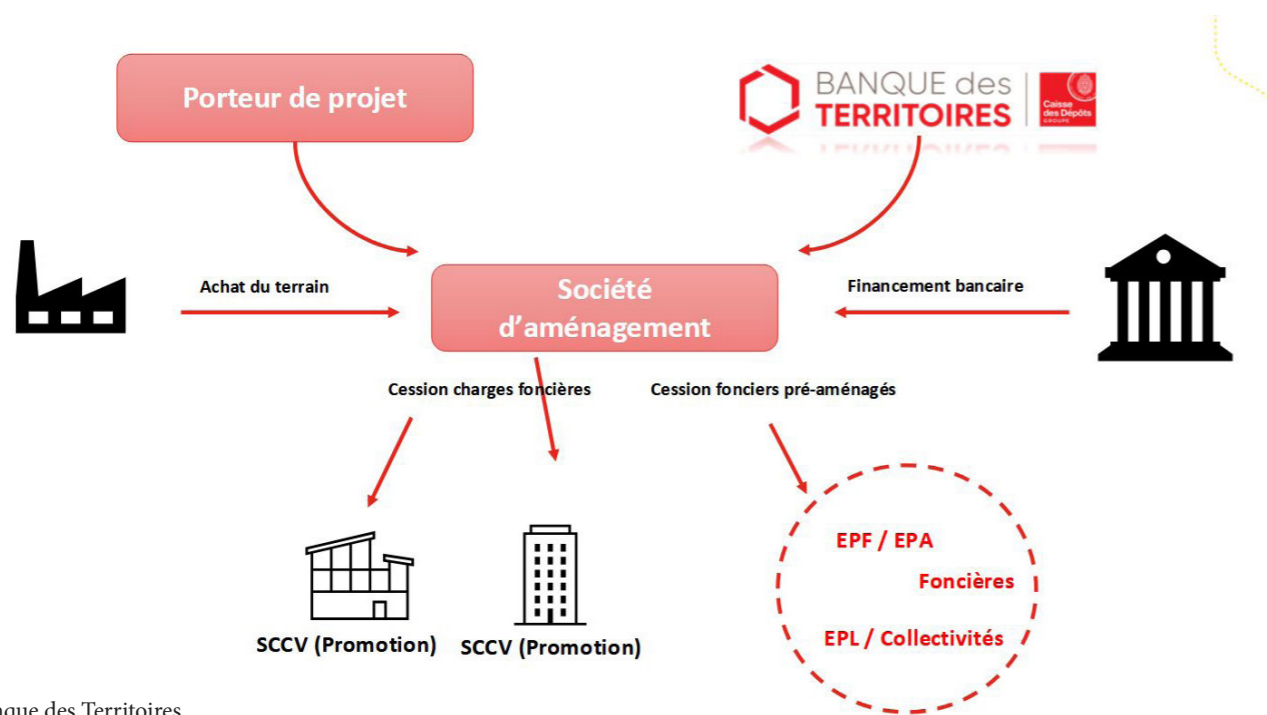 Porteur de projet
BANQUE des
TERRITOIRES
Caisse
des Dépôts
GROUPE
Achat du terrain
Société
d’aménagement
Financement bancaire
Cession charges foncières
Cession fonciers pré-aménagés
EPF / EPA
Foncières
EPL / Collectivités
SCCV (Promotion)
SCCV (Promotion)
nque des Territoires